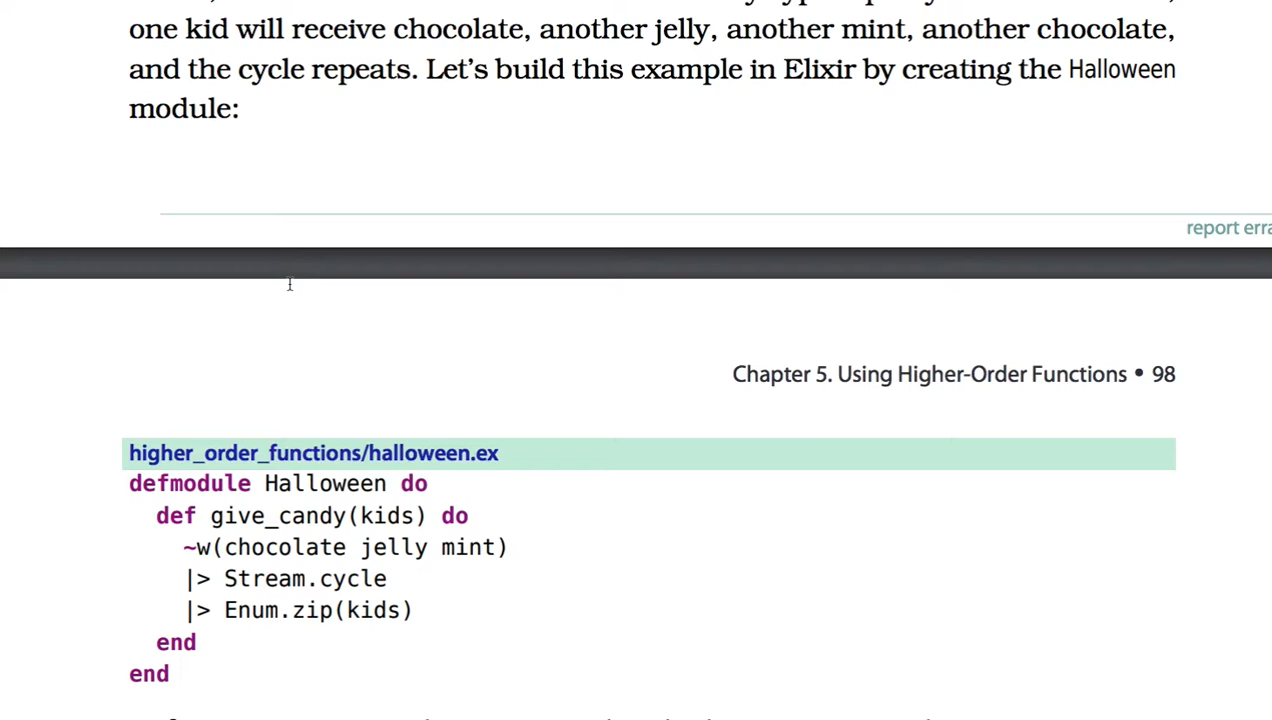 one kid will receive chocolate, another jelly, another mint, another chocolate,
and the cycle repeats. Let's build this example in Elixir by creating the Halloween
module:
report erra
Chapter 5. Using Higher-Order Functions • 98
higher_order_functions/halloween.ex
defmodule Halloween do
  def give_candy(kids) do
    ~w(chocolate jelly mint)
    |> Stream.cycle
    |> Enum.zip(kids)
  end
end